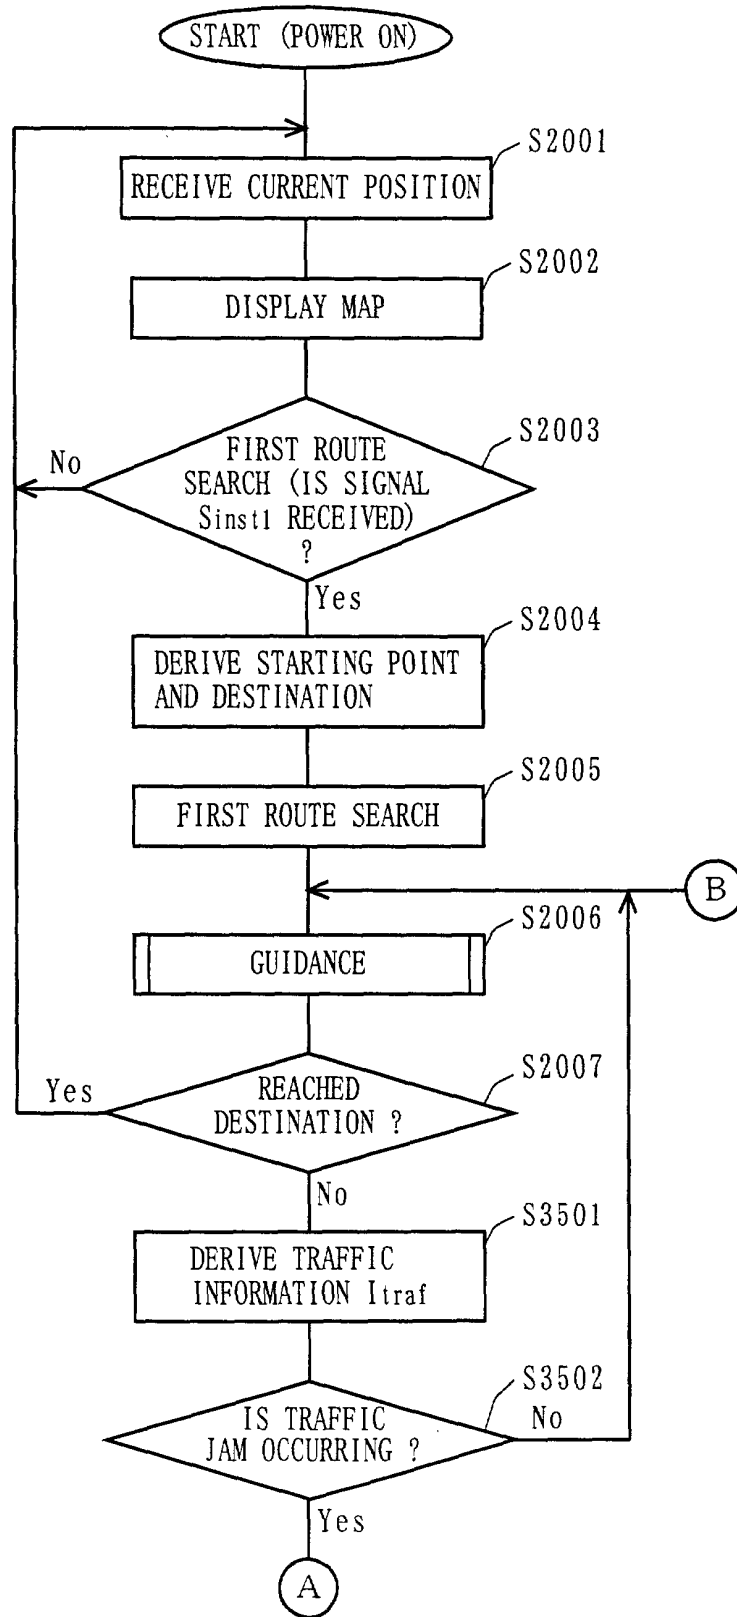 START (POWER ON)
S2001
RECEIVE CURRENT POSITION
S2002
DISPLAY MAP
S2003
FIRST ROUTE
SEARCH (IS SIGNAL
Sinst1 RECEIVED)
?
No
Yes
S2004
DERIVE STARTING POINT
AND DESTINATION
S2005
FIRST ROUTE SEARCH
B
S2006
GUIDANCE
S2007
REACHED
DESTINATION ?
Yes
No
S3501
DERIVE TRAFFIC
INFORMATION Itraf
S3502
IS TRAFFIC
JAM OCCURRING ?
No
Yes
A